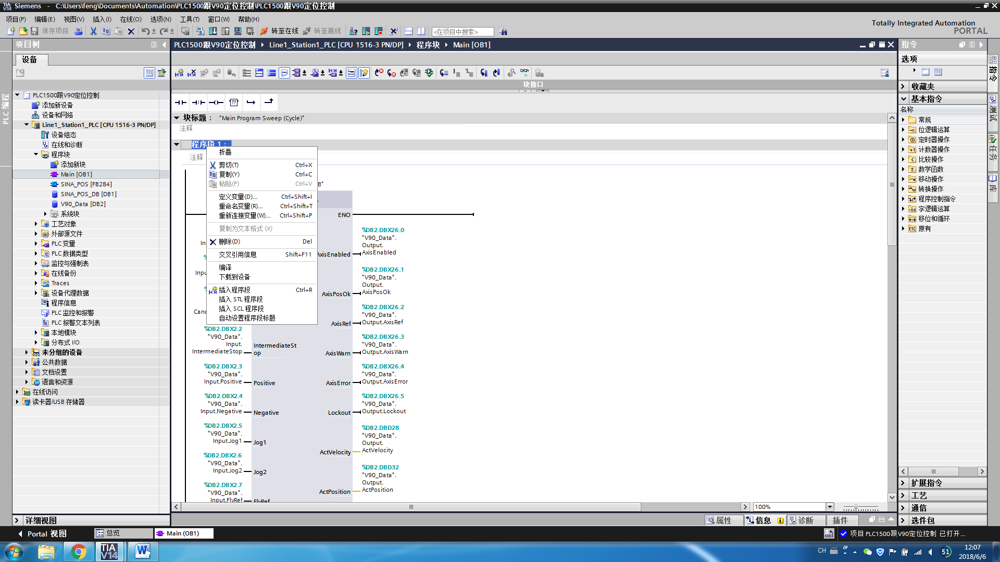 Siemens - C:\Users\feng\Documents\Automation\PLC1500跟V90定位控制\PLC1500跟V90定位控制
项目(P) 编辑(E) 视图(V) 插入(I) 在线(O) 选项(N) 工具(T) 窗口(W) 帮助(H)
Totally Integrated Automation
PORTAL
保存项目 转至在线 转至离线 <在项目中搜索>
项目树
PLC1500跟V90定位控制 Line1_Station1_PLC [CPU 1516-3 PN/DP] 程序块 Main [OB1]
指令
设备
选项
PLC 编程
块接口
收藏夹
基本指令
名称
常规
位逻辑运算
定时器操作
计数器操作
比较操作
数学函数
移动操作
转换操作
程序控制指令
字逻辑运算
移位和循环
原有
扩展指令
工艺
通信
选件包
指令
测试
任务
库
PLC1500跟V90定位控制
添加新设备
设备和网络
Line1_Station1_PLC [CPU 1516-3 PN/DP]
设备组态
在线和诊断
程序块
添加新块
Main [OB1]
SINA_POS [FB284]
SINA_POS_DB [DB1]
V90_Data [DB2]
系统块
工艺对象
外部源文件
PLC 变量
PLC 数据类型
监控与强制表
在线备份
Traces
设备代理数据
程序信息
PLC 监控和报警
PLC 报警文本列表
本地模块
分布式 I/O
未分组的设备
公共数据
文档设置
语言和资源
在线访问
读卡器/USB 存储器
详细视图
块标题： "Main Program Sweep (Cycle)"
注释
程序段 1：
注释
折叠
剪切(T) Ctrl+X
复制(Y) Ctrl+C
粘贴(P) Ctrl+V
定义变量(D)... Ctrl+Shift+I
重命名变量(R)... Ctrl+Shift+T
重新连接变量(W)... Ctrl+Shift+P
复制为文本格式 (X)
删除(D) Del
交叉引用信息 Shift+F11
编译
下载到设备
插入程序段 Ctrl+R
插入 STL 程序段
插入 SCL 程序段
自动设置程序段标题
B"
ENO
%DB2.DBX26.0
"V90_Data".
Output.
AxisEnabled
AxisEnabled
%DB2.DBX26.1
"V90_Data".
Output.
AxisPosOk
AxisPosOk
%DB2.DBX26.2
"V90_Data".
AxisRef Output.AxisRef
%DB2.DBX26.3
"V90_Data".
AxisWarn Output.AxisWarn
%DB2.DBX26.4
"V90_Data".
AxisError Output.AxisError
%DB2.DBX26.5
"V90_Data".
Lockout Output.Lockout
%DB2.DBD28
"V90_Data".
Output.
ActVelocity ActVelocity
%DB2.DBD32
"V90_Data".
Output.
ActPosition ActPosition
%DB2.DBX2.2
"V90_Data".
Input.
IntermediateStop
IntermediateSt
op
%DB2.DBX2.3
"V90_Data".
Input.Positive Positive
%DB2.DBX2.4
"V90_Data".
Input.Negative Negative
%DB2.DBX2.5
"V90_Data".
Input.Jog1 Jog1
%DB2.DBX2.6
"V90_Data".
Input.Jog2 Jog2
%DB2.DBX2.7
"V90_Data".
Input.FlyRef FlyRef
100%
属性 信息 诊断 插件
Portal 视图 总览 Main (OB1)
项目 PLC1500跟V90定位控制 已打开...
TIA
V14
CH
51
12:07
2018/6/6